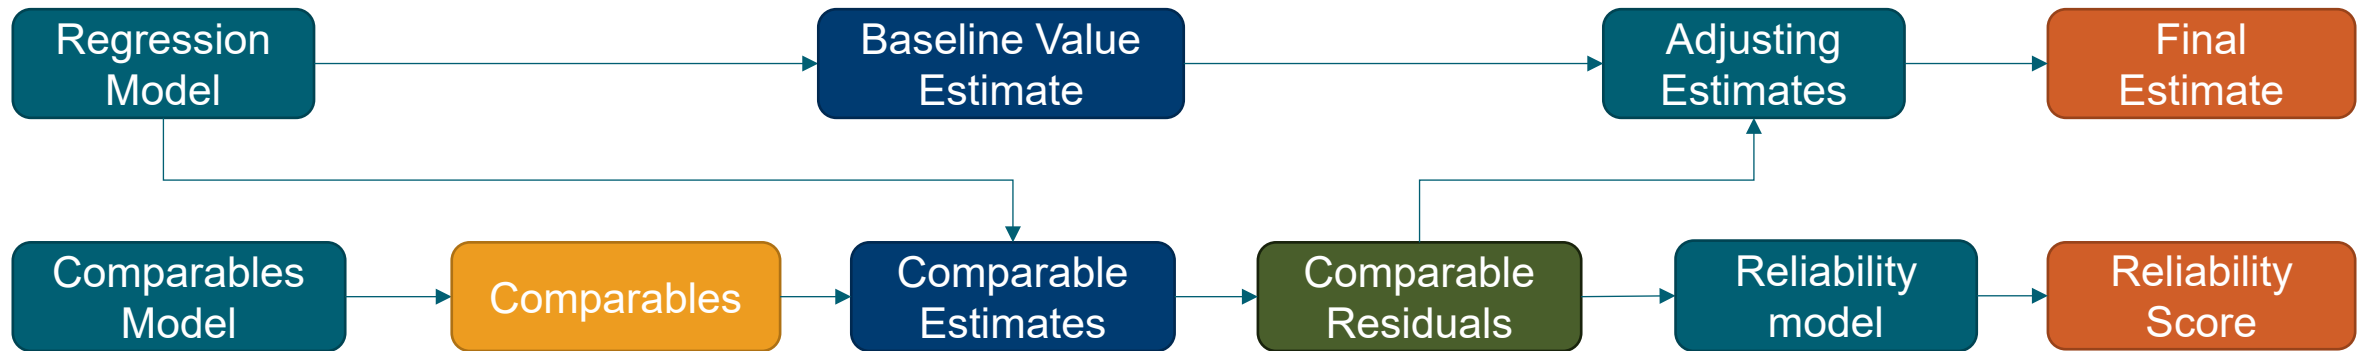 Regression
Model
Baseline Value
Estimate
Adjusting
Estimates
Final
Estimate
Comparables
Model
Comparables
Comparable
Estimates
Comparable
Residuals
Reliability
model
Reliability
Score